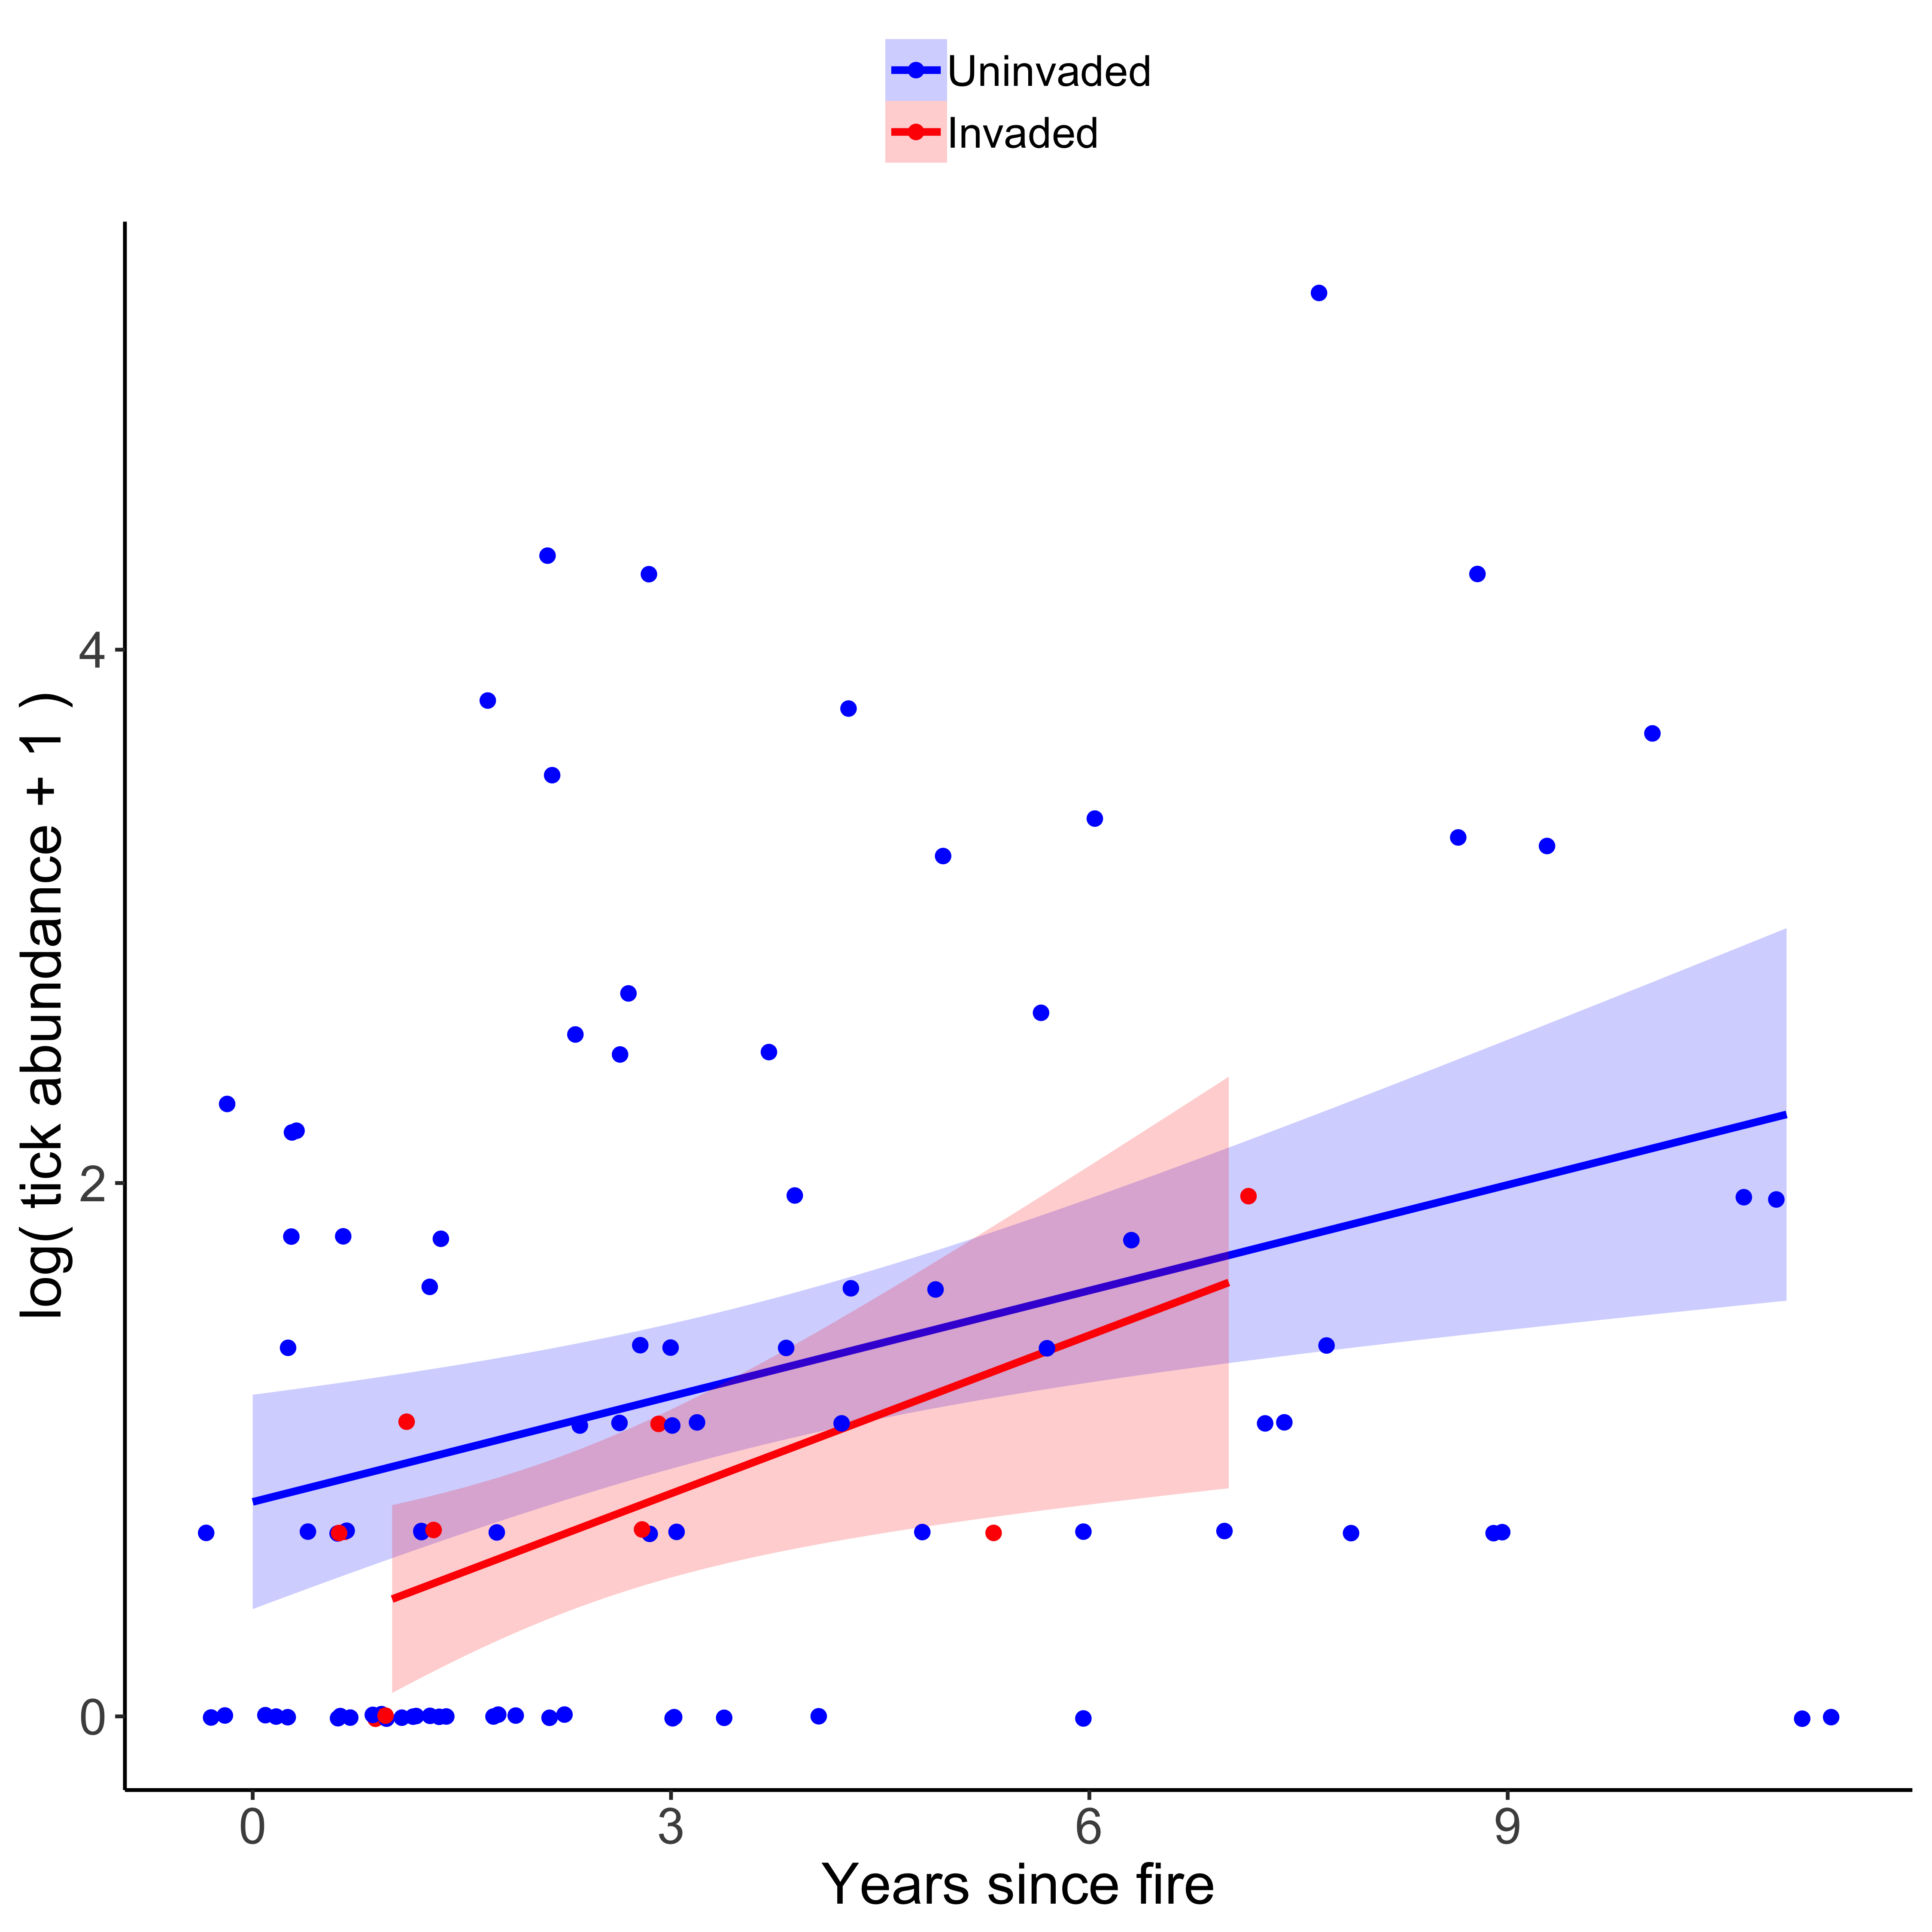 Uninvaded
Invaded
log( tick abundance + 1 )
4
2
0
0 3 6 9
Years since fire